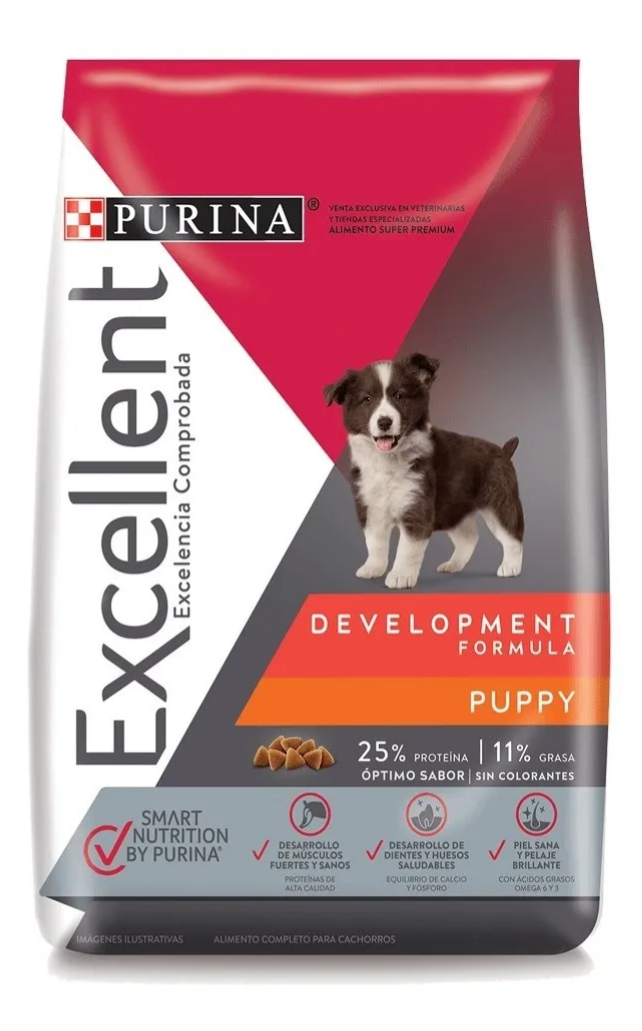 PURINA®
VENTA EXCLUSIVA EN VETERINARIAS
Y TIENDAS ESPECIALIZADAS
ALIMENTO SUPER PREMIUM
Excellent
Excelencia Comprobada
DEVELOPMENT
FORMULA
PUPPY
25% PROTEÍNA | 11% GRASA
ÓPTIMO SABOR | SIN COLORANTES
SMART
NUTRITION
BY PURINA®
DESARROLLO
DE MÚSCULOS
FUERTES Y SANOS
PROTEÍNAS DE
ALTA CALIDAD
DESARROLLO DE
DIENTES Y HUESOS
SALUDABLES
EQUILIBRIO DE CALCIO
Y FÓSFORO
PIEL SANA
Y PELAJE
BRILLANTE
CON ÁCIDOS GRASOS
OMEGA 6 Y 3
IMÁGENES ILUSTRATIVAS
ALIMENTO COMPLETO PARA CACHORROS